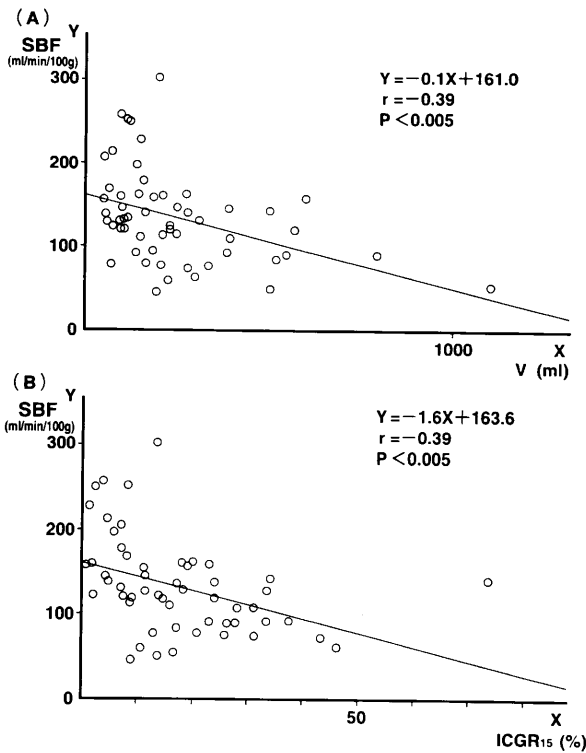 (A)
Y
SBF
(ml/min/100g)
300
200
100
0
Y=−0.1X+161.0
r=−0.39
P<0.005
1000
X
V (ml)
(B)
Y
SBF
(ml/min/100g)
300
200
100
0
Y=−1.6X+163.6
r=−0.39
P<0.005
50
X
ICGR15 (%)